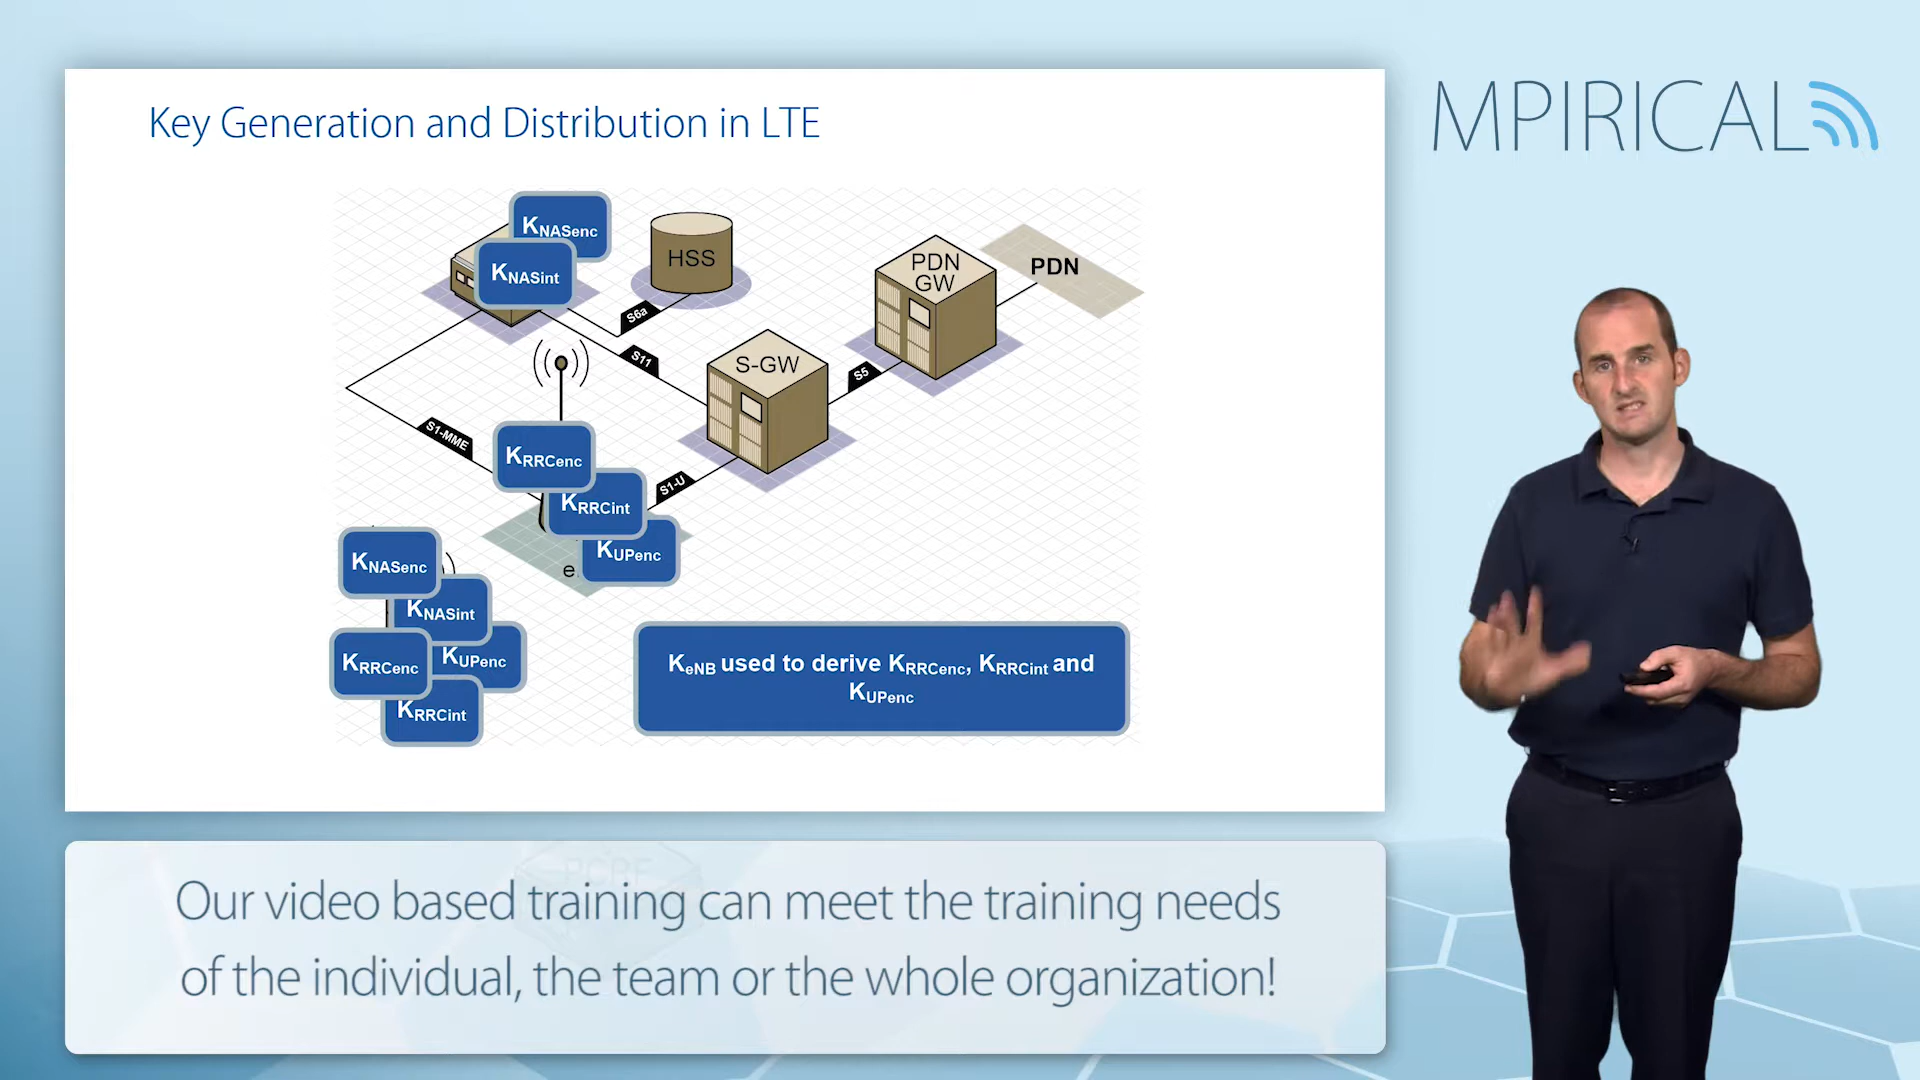 Key Generation and Distribution in LTE
MPIRICAL
KNASenc
KNASint
HSS
S6a
PDN
GW
PDN
S11
S-GW
S5
S1-MME
S1-U
KRRCenc
KRRCint
KUPenc
e
KNASenc
KNASint
KRRCenc
KUPenc
KRRCint
KeNB used to derive KRRCenc, KRRCint and
KUPenc
PCRF
Our video based training can meet the training needs
of the individual, the team or the whole organization!